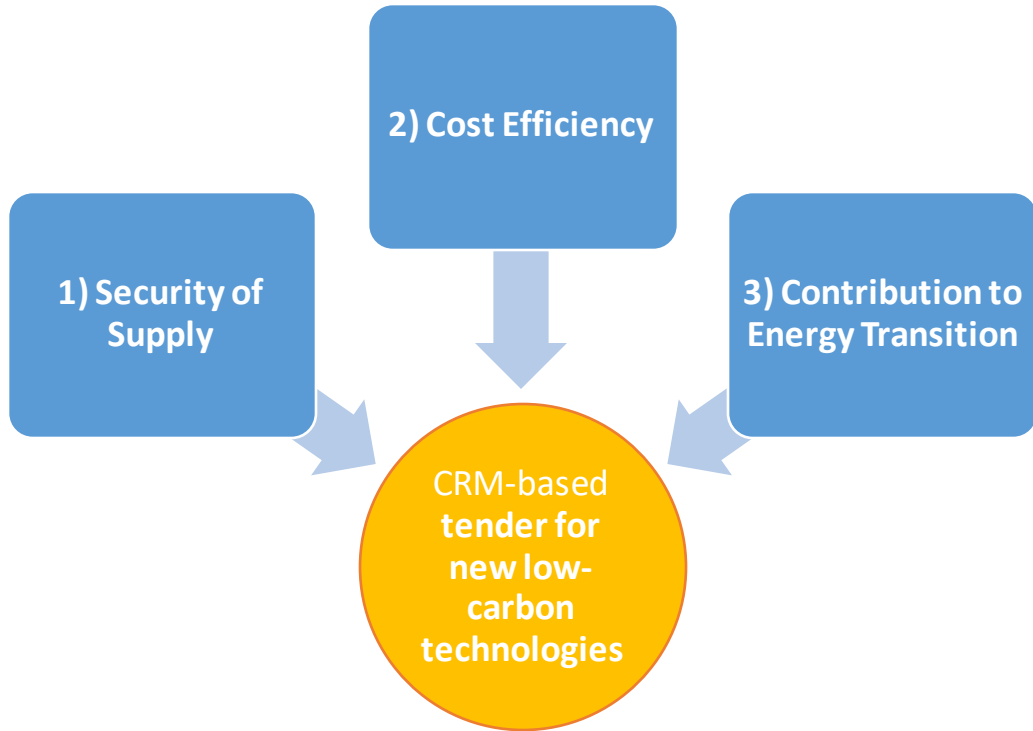 1) Security of
Supply
2) Cost Efficiency
3) Contribution to
Energy Transition
CRM-based
tender for
new low-
carbon
technologies